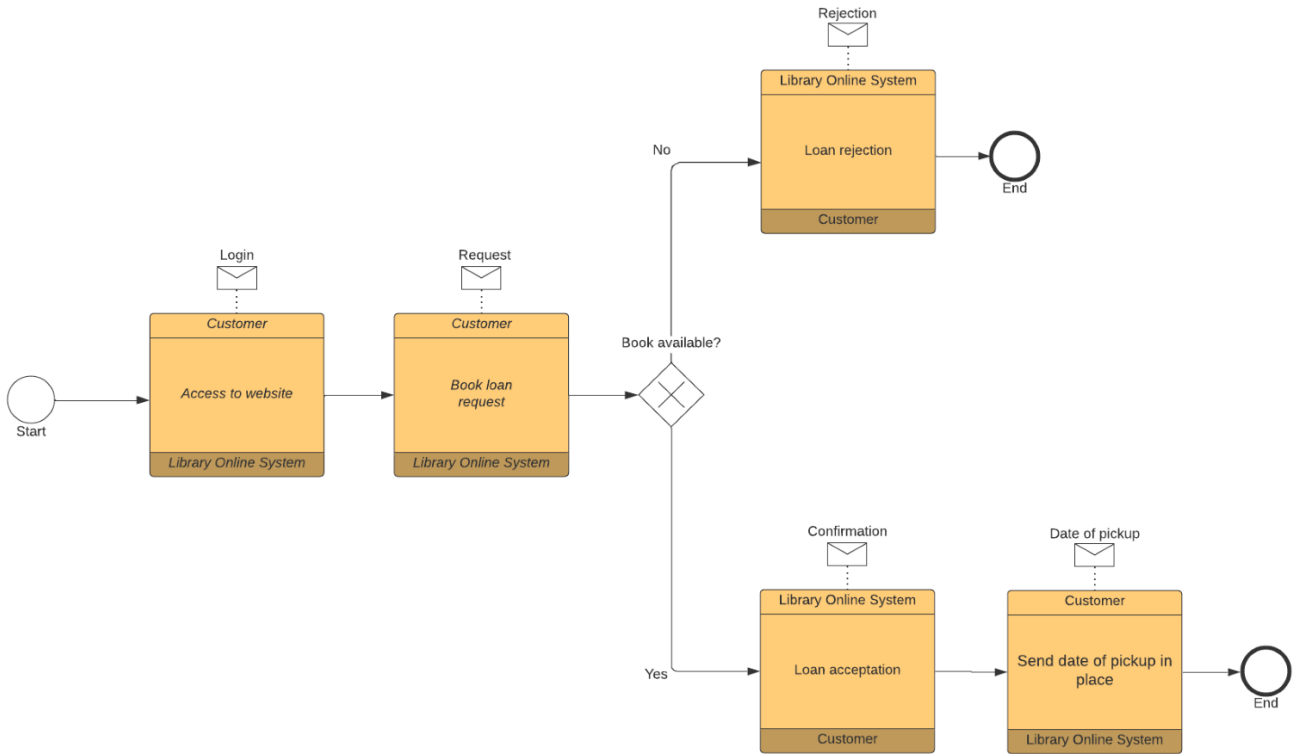 Rejection
Library Online System
Loan rejection
Customer
No
End
Login
Request
Customer
Access to website
Library Online System
Customer
Book loan
request
Library Online System
Book available?
Start
Confirmation
Date of pickup
Yes
Library Online System
Loan acceptation
Customer
Customer
Send date of pickup in
place
Library Online System
End